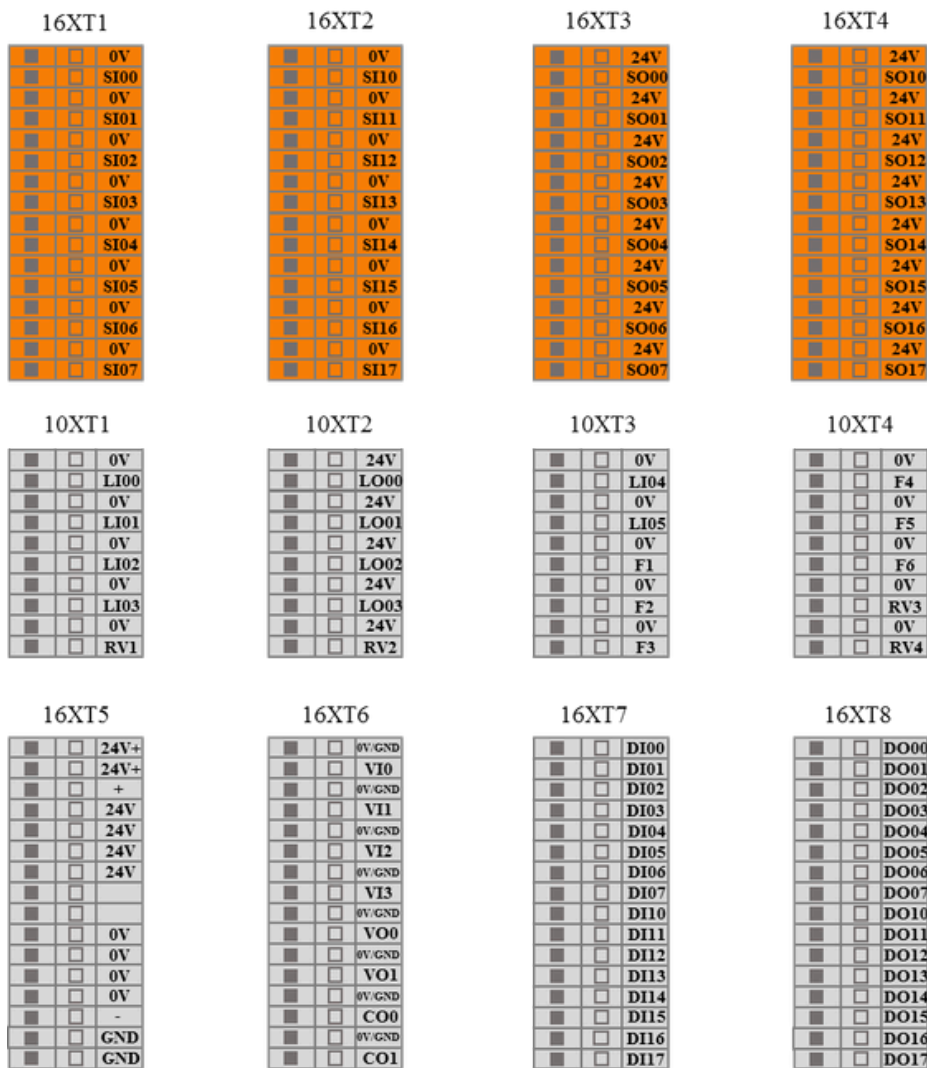 16XT1
0V
SI00
0V
SI01
0V
SI02
0V
SI03
0V
SI04
0V
SI05
0V
SI06
0V
SI07
16XT2
0V
SI10
0V
SI11
0V
SI12
0V
SI13
0V
SI14
0V
SI15
0V
SI16
0V
SI17
16XT3
24V
SO00
24V
SO01
24V
SO02
24V
SO03
24V
SO04
24V
SO05
24V
SO06
24V
SO07
16XT4
24V
SO10
24V
SO11
24V
SO12
24V
SO13
24V
SO14
24V
SO15
24V
SO16
24V
SO17
10XT1
0V
LI00
0V
LI01
0V
LI02
0V
LI03
0V
RV1
10XT2
24V
LO00
24V
LO01
24V
LO02
24V
LO03
24V
RV2
10XT3
0V
LI04
0V
LI05
0V
F1
0V
F2
0V
F3
10XT4
0V
F4
0V
F5
0V
F6
0V
RV3
0V
RV4
16XT5
24V+
24V+
+
24V
24V
24V
24V
0V
0V
0V
0V
-
GND
GND
16XT6
0V/GND
VI0
0V/GND
VI1
0V/GND
VI2
0V/GND
VI3
0V/GND
VO0
0V/GND
VO1
0V/GND
CO0
0V/GND
CO1
16XT7
DI00
DI01
DI02
DI03
DI04
DI05
DI06
DI07
DI10
DI11
DI12
DI13
DI14
DI15
DI16
DI17
16XT8
DO00
DO01
DO02
DO03
DO04
DO05
DO06
DO07
DO10
DO11
DO12
DO13
DO14
DO15
DO16
DO17